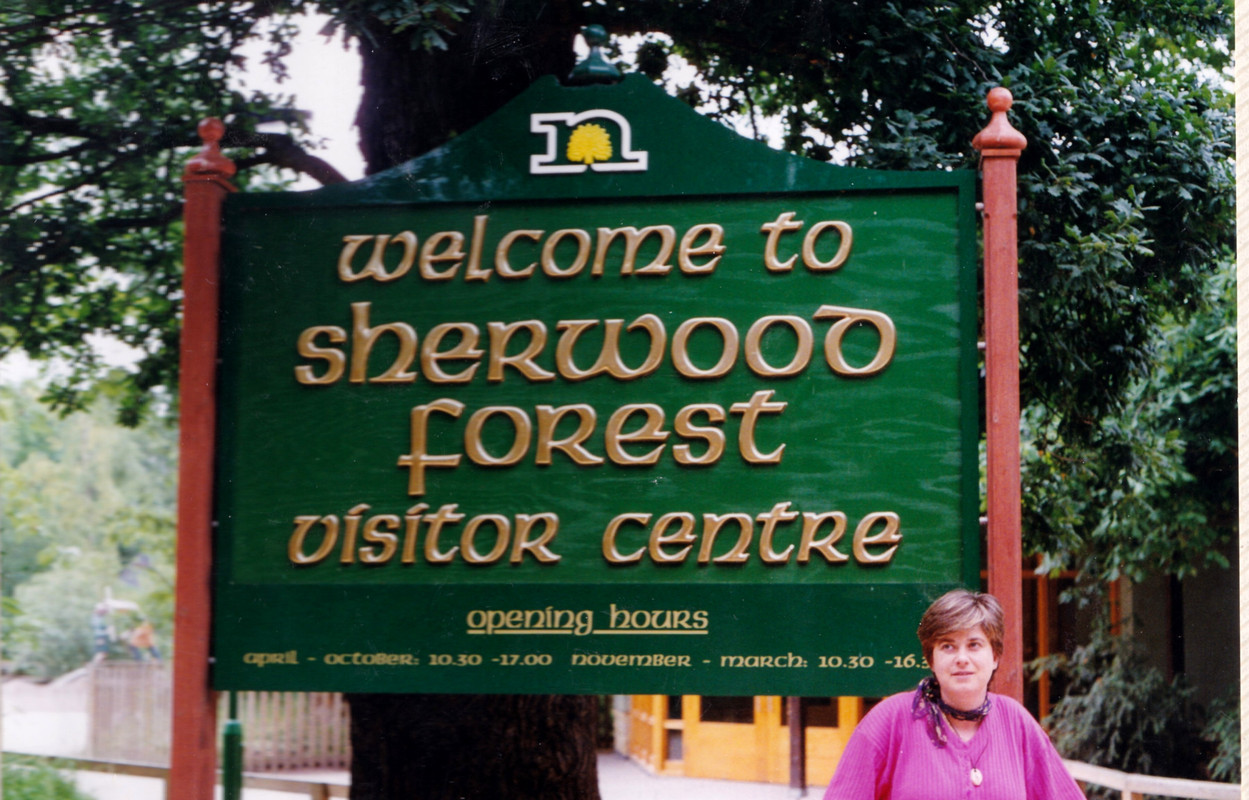 n
welcome to
sherwood
forest
visitor centre
opening hours
april - october: 10.30 -17.00 november - march: 10.30 -16.3